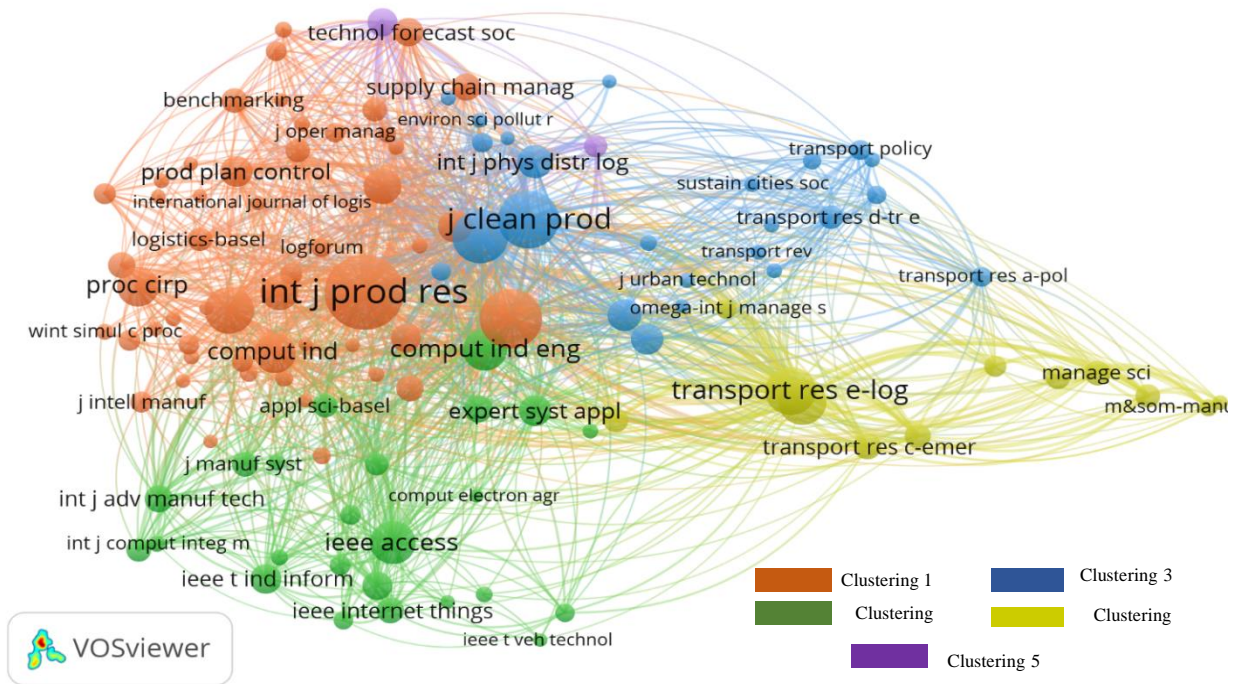 technol forecast soc
supply chain manag
benchmarking
environ sci pollut r
j oper manag
transport policy
int j phys distr log
prod plan control
sustain cities soc
international journal of logis
j clean prod
transport res d-tr e
logistics-basel
logforum
transport rev
transport res a-pol
j urban technol
proc cirp
int j prod res
omega-int j manage s
wint simul c proc
comput ind
comput ind eng
manage sci
transport res e-log
j intell manuf
appl sci-basel
expert syst appl
m&som-manu
transport res c-emer
j manuf syst
int j adv manuf tech
comput electron agr
int j comput integ m
ieee access
ieee t ind inform
ieee internet things
ieee t veh technol
Clustering 1
Clustering 3
Clustering
Clustering
Clustering 5
VOSviewer